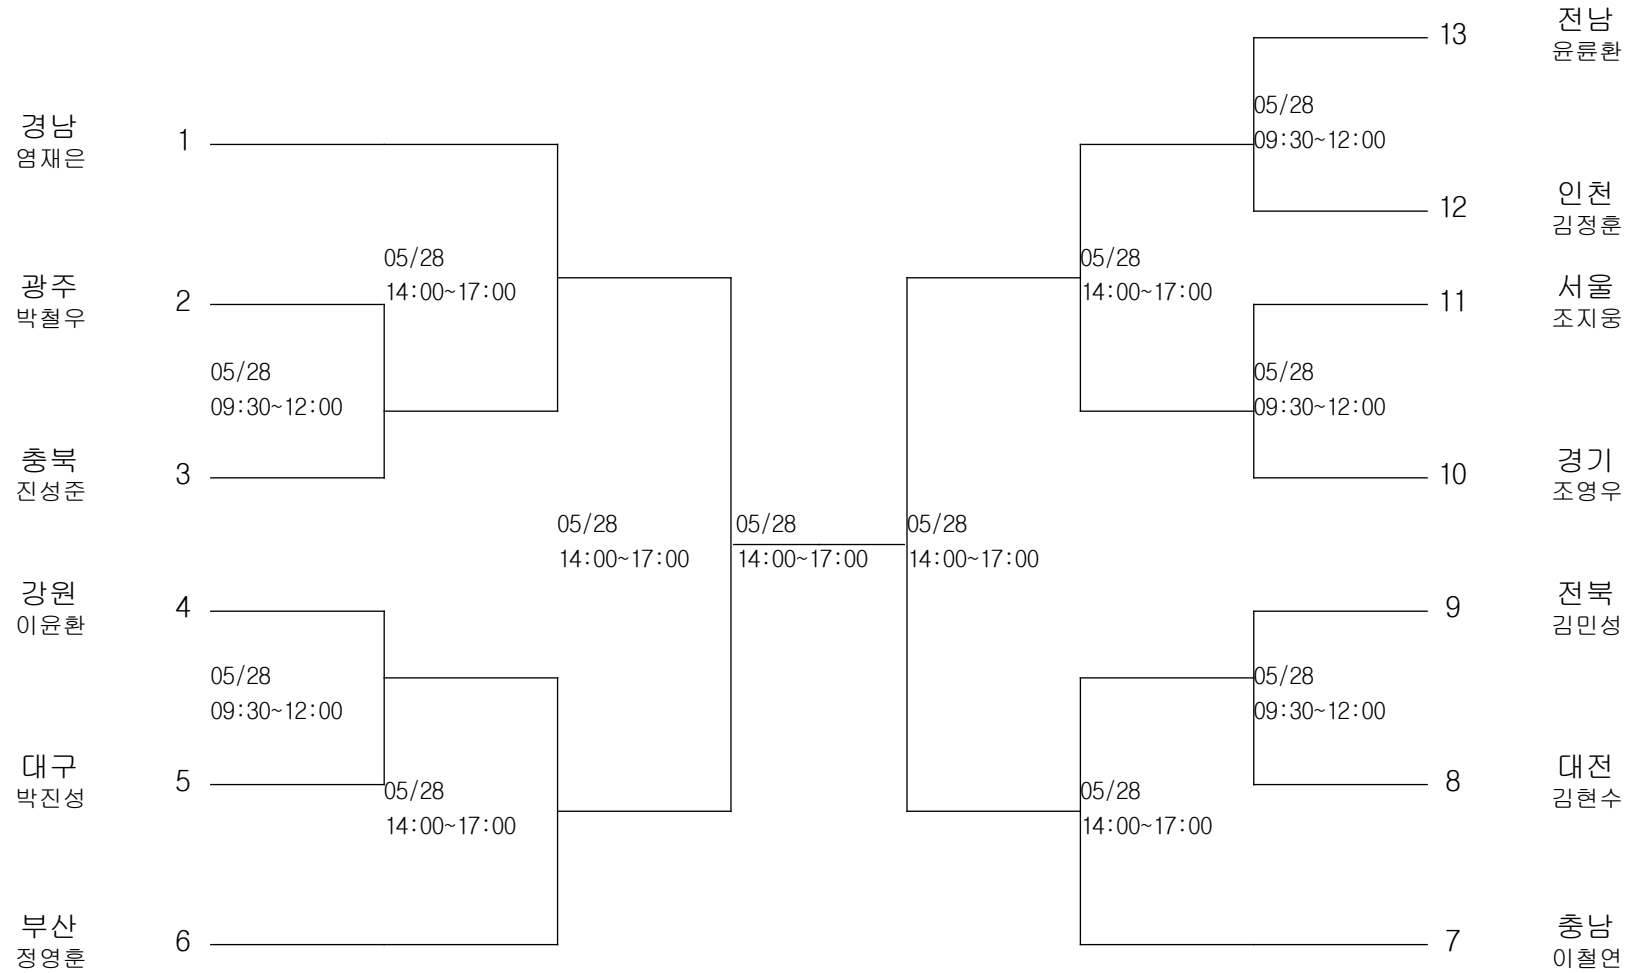 전남
13
윤륜환
05/28
09:30~12:00
경남
1
염재은
인천
12
김정훈
05/28
14:00~17:00
05/28
14:00~17:00
광주
2
박철우
서울
11
조지웅
05/28
09:30~12:00
05/28
09:30~12:00
충북
3
진성준
경기
10
조영우
05/28
14:00~17:00
05/28
14:00~17:00
05/28
14:00~17:00
강원
4
이윤환
전북
9
김민성
05/28
09:30~12:00
05/28
09:30~12:00
대구
5
박진성
대전
8
김현수
05/28
14:00~17:00
05/28
14:00~17:00
부산
6
정영훈
충남
7
이철연